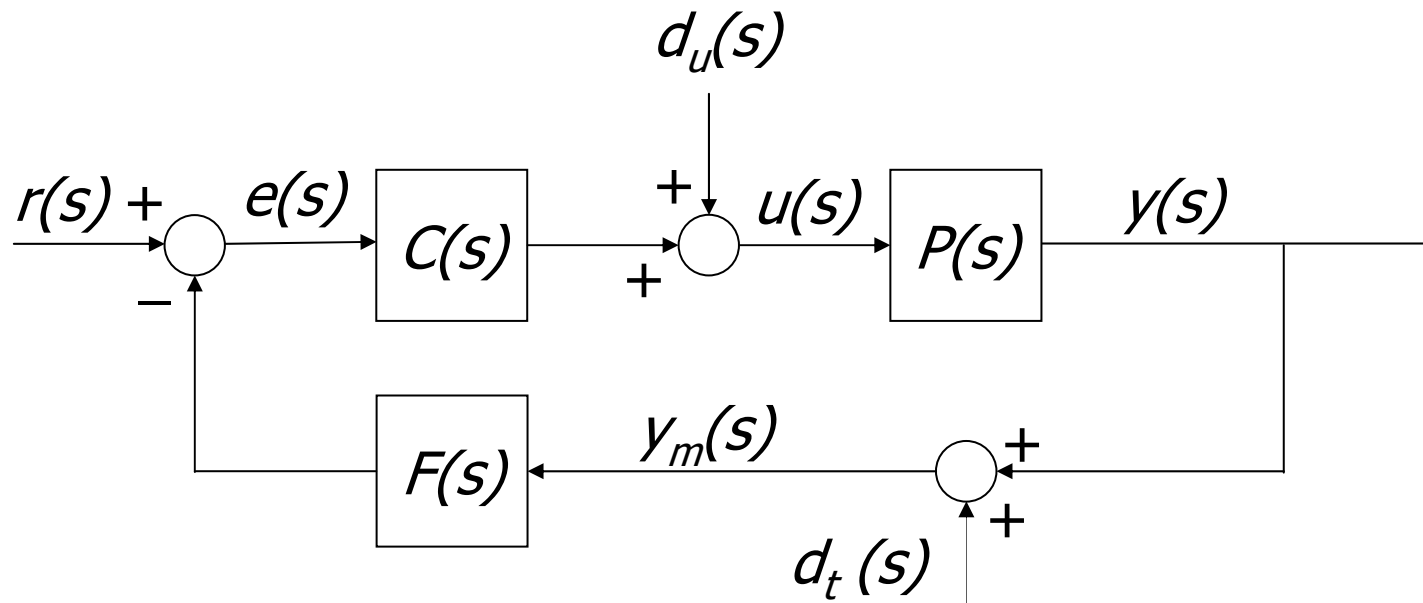 d_u(s)
r(s) + e(s) C(s) + + u(s) P(s) y(s)
−
F(s) y_m(s) + +
d_t (s)